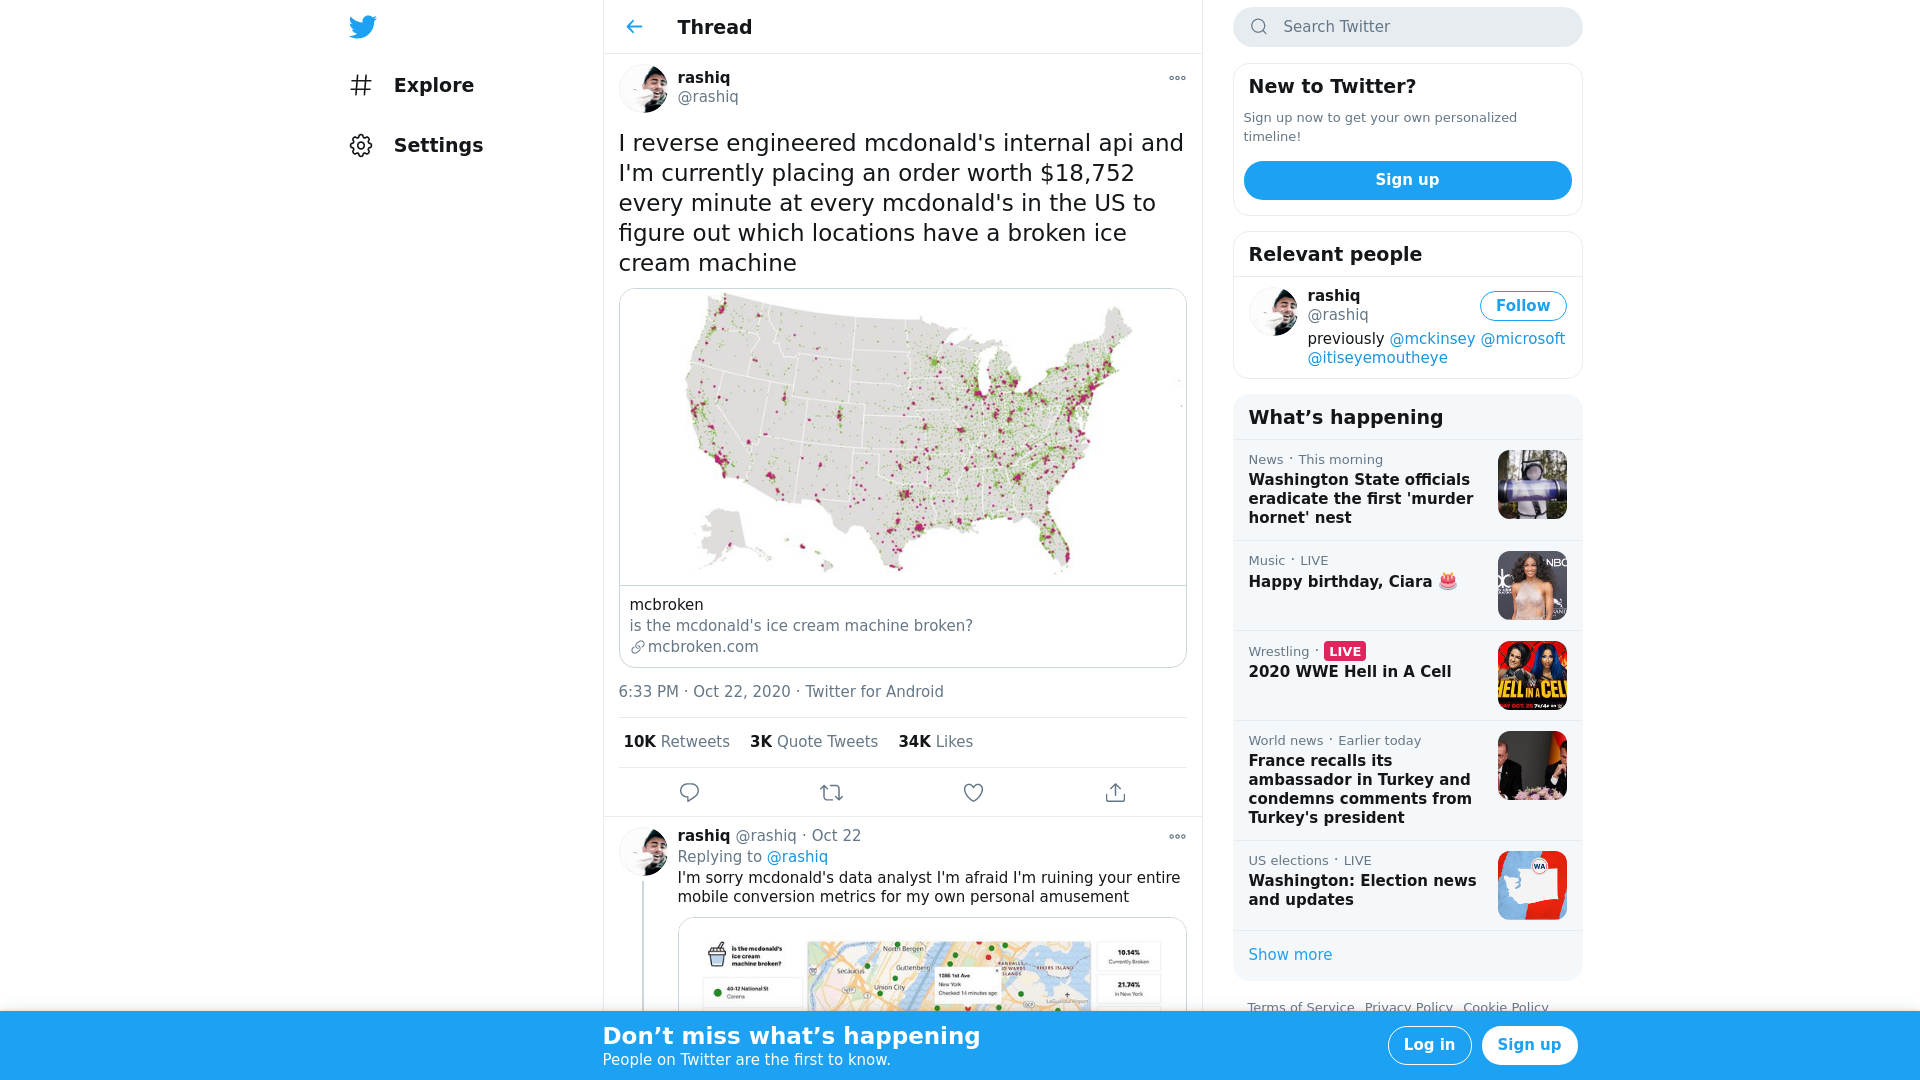 Explore
Settings
Thread
rashiq
@rashiq
I reverse engineered mcdonald's internal api and
I'm currently placing an order worth $18,752
every minute at every mcdonald's in the US to
figure out which locations have a broken ice
cream machine
mcbroken
is the mcdonald's ice cream machine broken?
mcbroken.com
6:33 PM · Oct 22, 2020 · Twitter for Android
10K Retweets 3K Quote Tweets 34K Likes
rashiq @rashiq · Oct 22
Replying to @rashiq
I'm sorry mcdonald's data analyst I'm afraid I'm ruining your entire
mobile conversion metrics for my own personal amusement
is the mcdonald's
ice cream
machine broken?
40-12 National St
Corona
North Bergen
Secaucus
Guttenberg
Union City
RIKERS ISLAND
1286 1st Ave
New York
Checked 14 minutes ago
10.14%
Currently Broken
21.74%
in New York
Search Twitter
New to Twitter?
Sign up now to get your own personalized
timeline!
Sign up
Relevant people
rashiq
@rashiq
Follow
previously @mckinsey @microsoft
@itiseyemoutheye
What’s happening
News · This morning
Washington State officials
eradicate the first 'murder
hornet' nest
Music · LIVE
Happy birthday, Ciara 🎂
NBC
Wrestling · LIVE
2020 WWE Hell in A Cell
HELL IN A CELL
World news · Earlier today
France recalls its
ambassador in Turkey and
condemns comments from
Turkey's president
US elections · LIVE
Washington: Election news
and updates
WA
Show more
Terms of Service Privacy Policy Cookie Policy
Don’t miss what’s happening
People on Twitter are the first to know.
Log in
Sign up